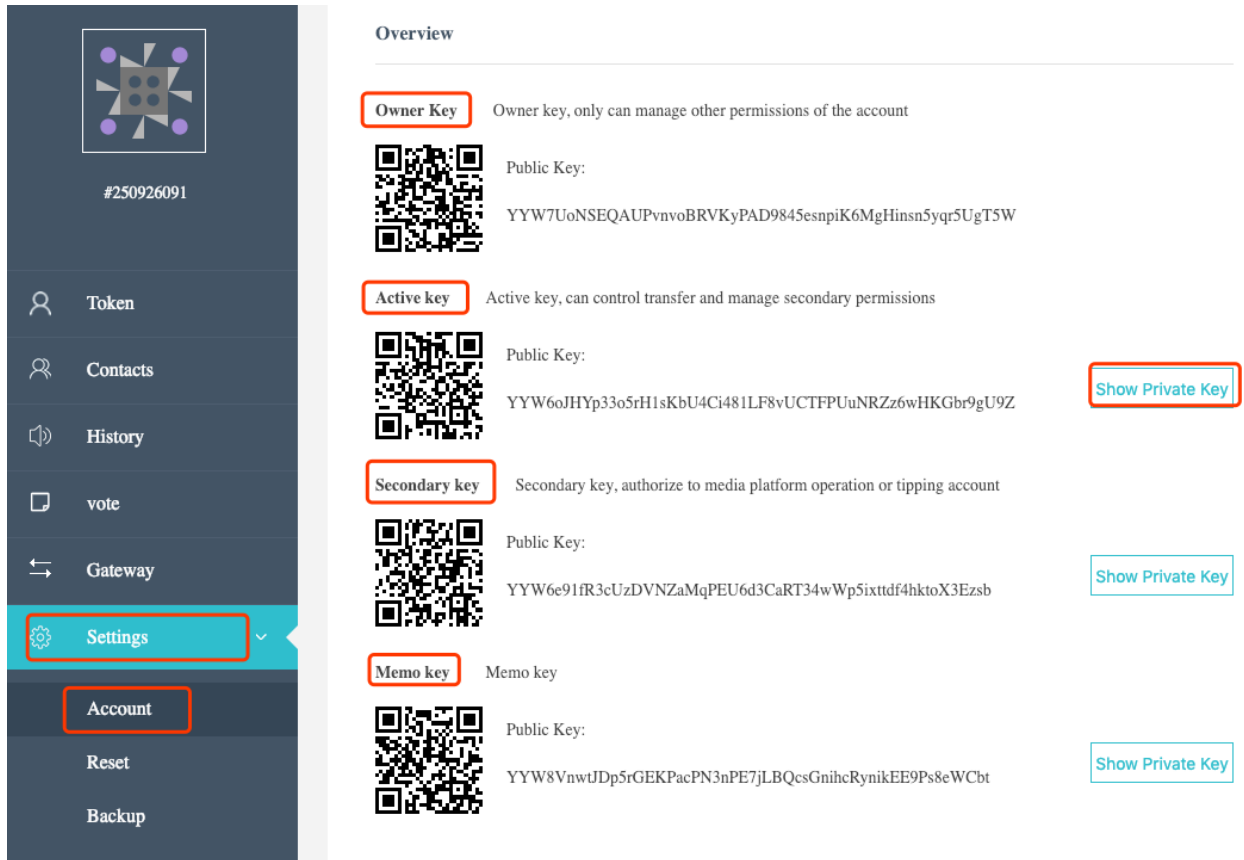 #250926091
Token
Contacts
History
vote
Gateway
Settings
Account
Reset
Backup
Overview
Owner Key Owner key, only can manage other permissions of the account
Public Key:
YYW7UoNSEQAUPvnvoBRVKyPAD9845esnpiK6MgHinsn5yqr5UgT5W
Active key Active key, can control transfer and manage secondary permissions
Public Key:
YYW6oJHYp33o5rH1sKbU4Ci481LF8vUCTFPUuNRZz6wHKGbr9gU9Z
Show Private Key
Secondary key Secondary key, authorize to media platform operation or tipping account
Public Key:
YYW6e91fR3cUzDVNZaMqPEU6d3CaRT34wWp5ixttdf4hktoX3Ezsb
Show Private Key
Memo key Memo key
Public Key:
YYW8VnwtJDp5rGEKPacPN3nPE7jLBQcsGnihcRynikEE9Ps8eWCbt
Show Private Key